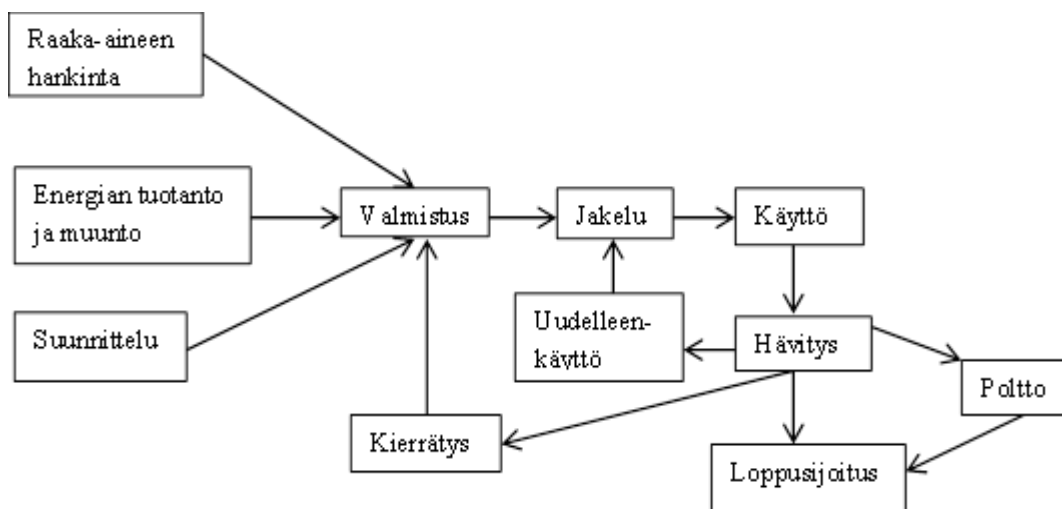 Raaka-aineen
hankinta
Energian tuotanto
ja muunto
Valmistus
Jakelu
Käyttö
Suunnittelu
Uudelleen-
käyttö
Hävitys
Poltto
Kierrätys
Loppusijoitus